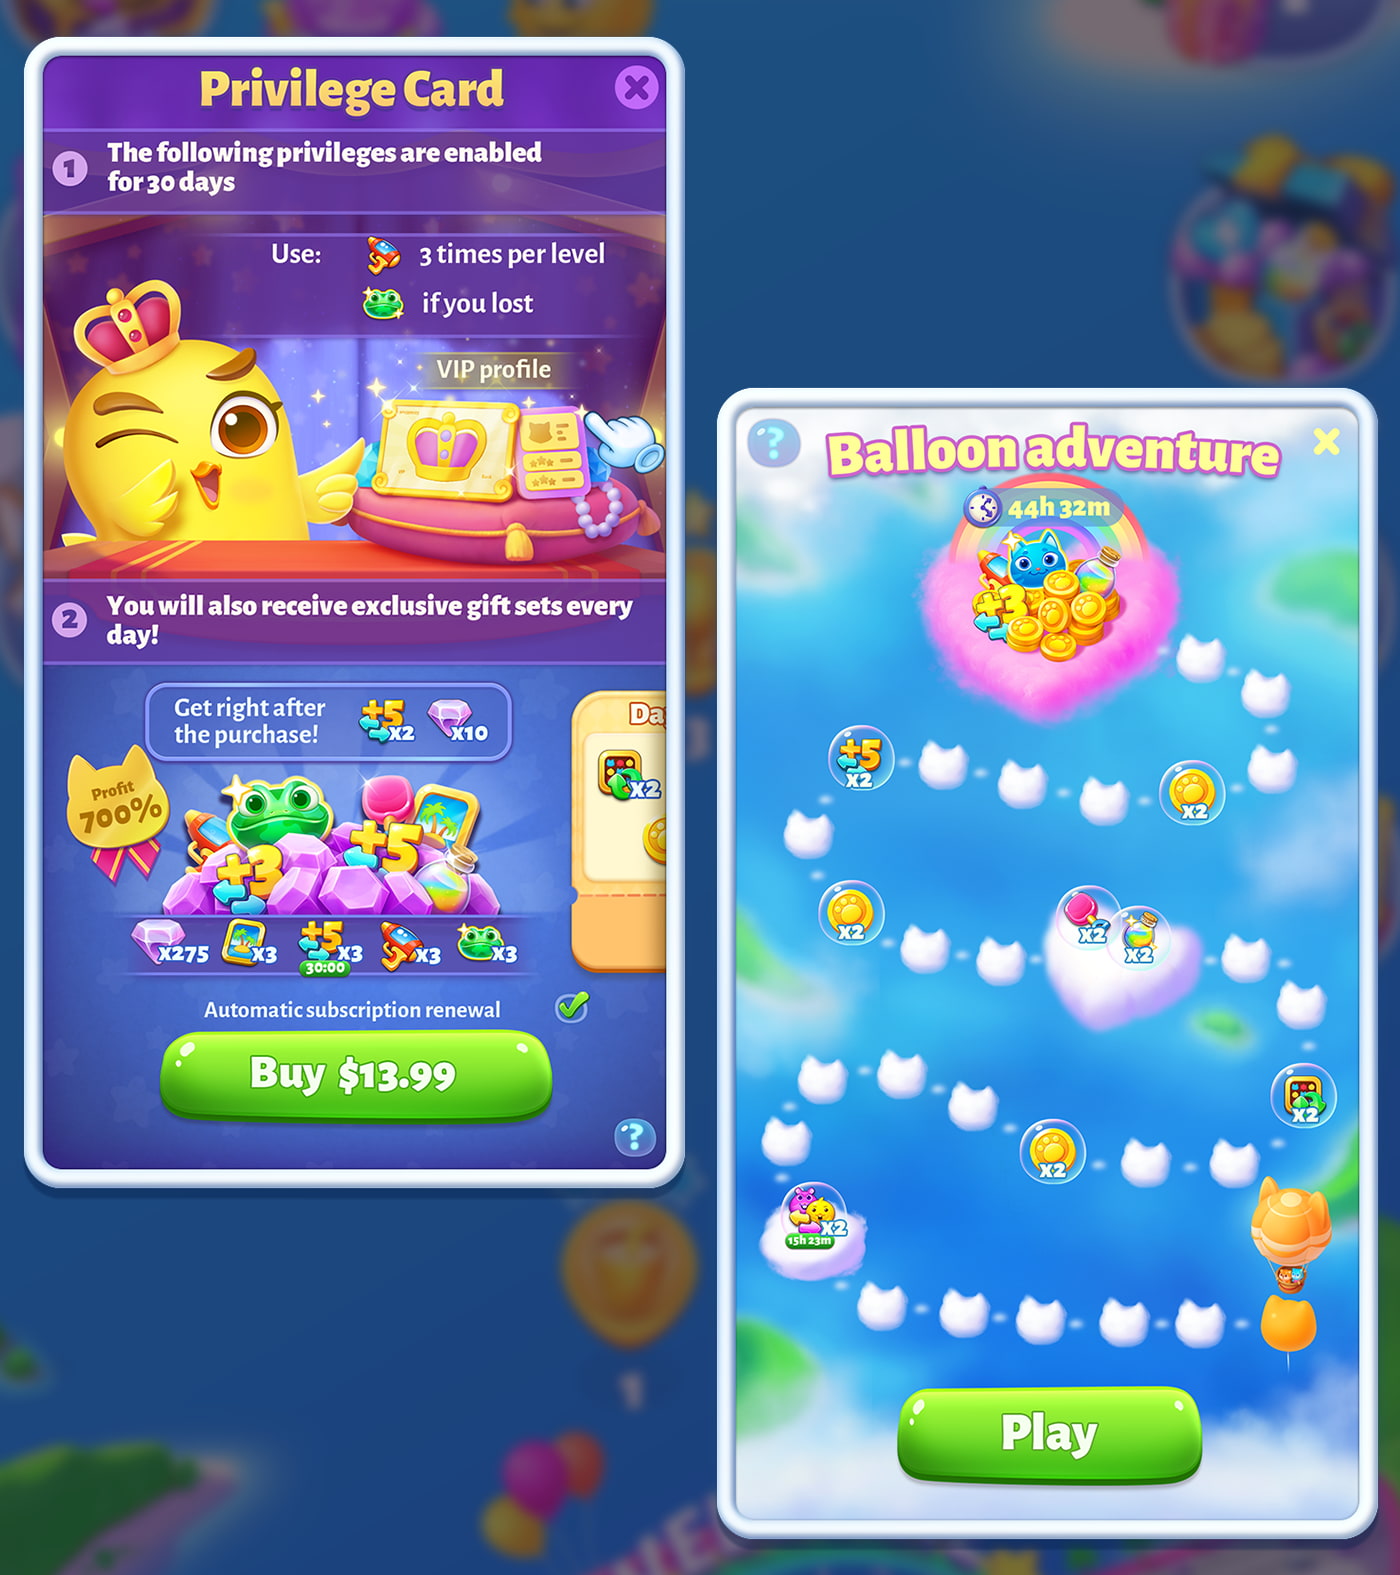 Privilege Card
1
The following privileges are enabled
for 30 days
Use:
3 times per level
if you lost
VIP profile
2
You will also receive exclusive gift sets every
day!
Get right after
the purchase!
+5
x2
x10
Profit
700%
+3
+5
x275
x3
+5
x3
30:00
x3
x3
Da
x2
Automatic subscription renewal
Buy $13.99
?
?
Balloon adventure
44h 32m
+3
+5
x2
x2
x2
x2
x2
x2
x2
x2
15h 23m
Play
1